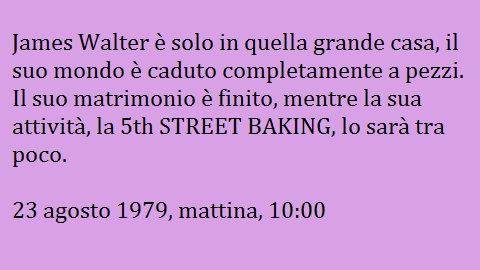 James Walter è solo in quella grande casa, il
suo mondo è caduto completamente a pezzi.
Il suo matrimonio è finito, mentre la sua
attività, la 5th STREET BAKING, lo sarà tra
poco.
23 agosto 1979, mattina, 10:00